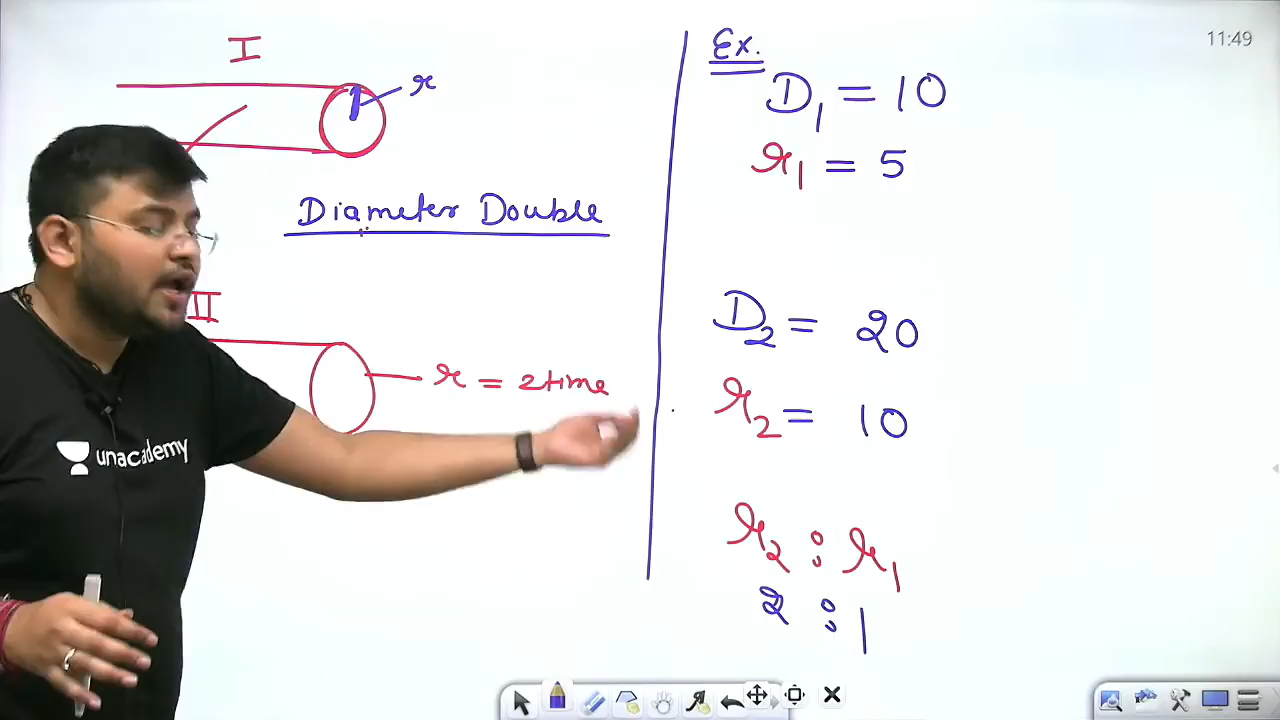 I
r
Diameter Double
II
r = 2time
Ex.
D1 = 10
r1 = 5
D2 = 20
r2 = 10
r2 : r1
2 : 1
11:49
unacademy